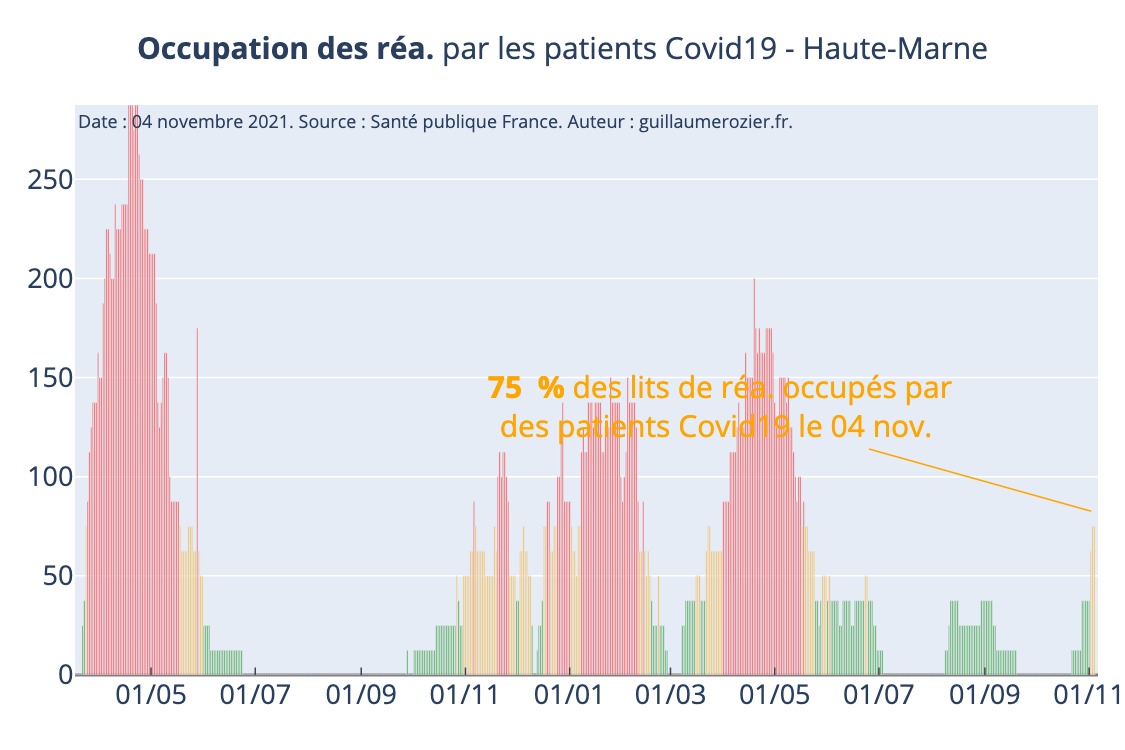 Occupation des réa. par les patients Covid19 - Haute-Marne
Date : 04 novembre 2021. Source : Santé publique France. Auteur : guillaumerozier.fr.
250
200
150
75 % des lits de réa. occupés par
des patients Covid19 le 04 nov.
100
50
0
01/05 01/07 01/09 01/11 01/01 01/03 01/05 01/07 01/09 01/11